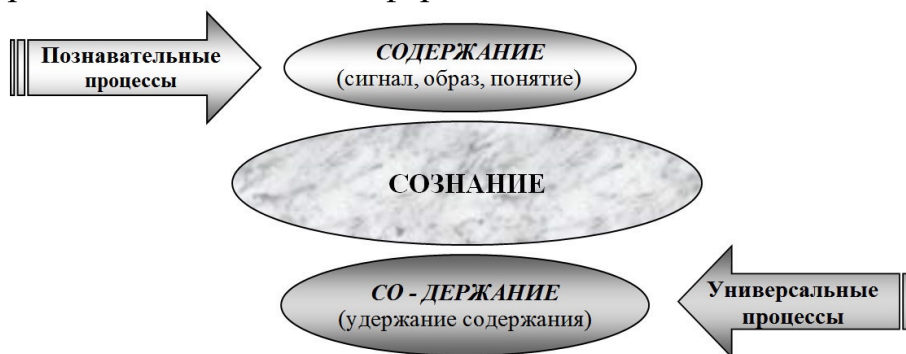 Познавательные
процессы
СОДЕРЖАНИЕ
(сигнал, образ, понятие)
СОЗНАНИЕ
СО - ДЕРЖАНИЕ
(удержание содержания)
Универсальные
процессы